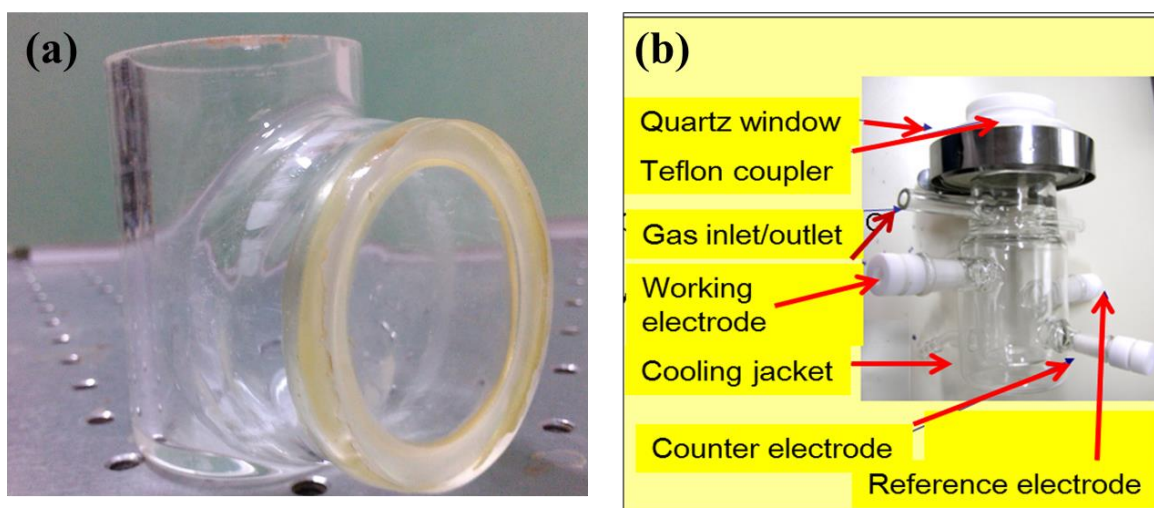 (a)
(b)
Quartz window
Teflon coupler
Gas inlet/outlet
Working
electrode
Cooling jacket
Counter electrode
Reference electrode